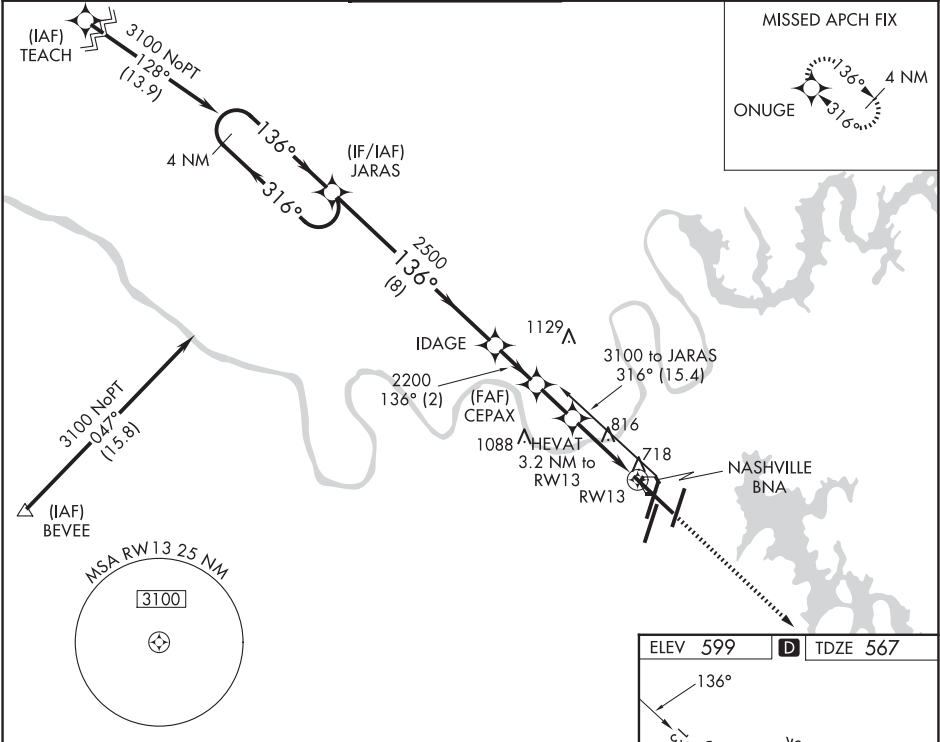 (IAF)
TEACH
3100 NoPT
128°
(13.9)
MISSED APCH FIX
136°
4 NM
ONUGE
316°
136°
4 NM
(IF/IAF)
JARAS
316°
2500
136°
(8)
IDAGE
1129
3100 to JARAS
316° (15.4)
2200
136° (2)
(FAF)
CEPAX
816
1088
HEVAT
3.2 NM to
RW13
718
NASHVILLE
BNA
RW13
3100 NoPT
047°
(15.8)
(IAF)
BEVEE
MSA RW13 25 NM
3100
ELEV 599
D
TDZE 567
136°